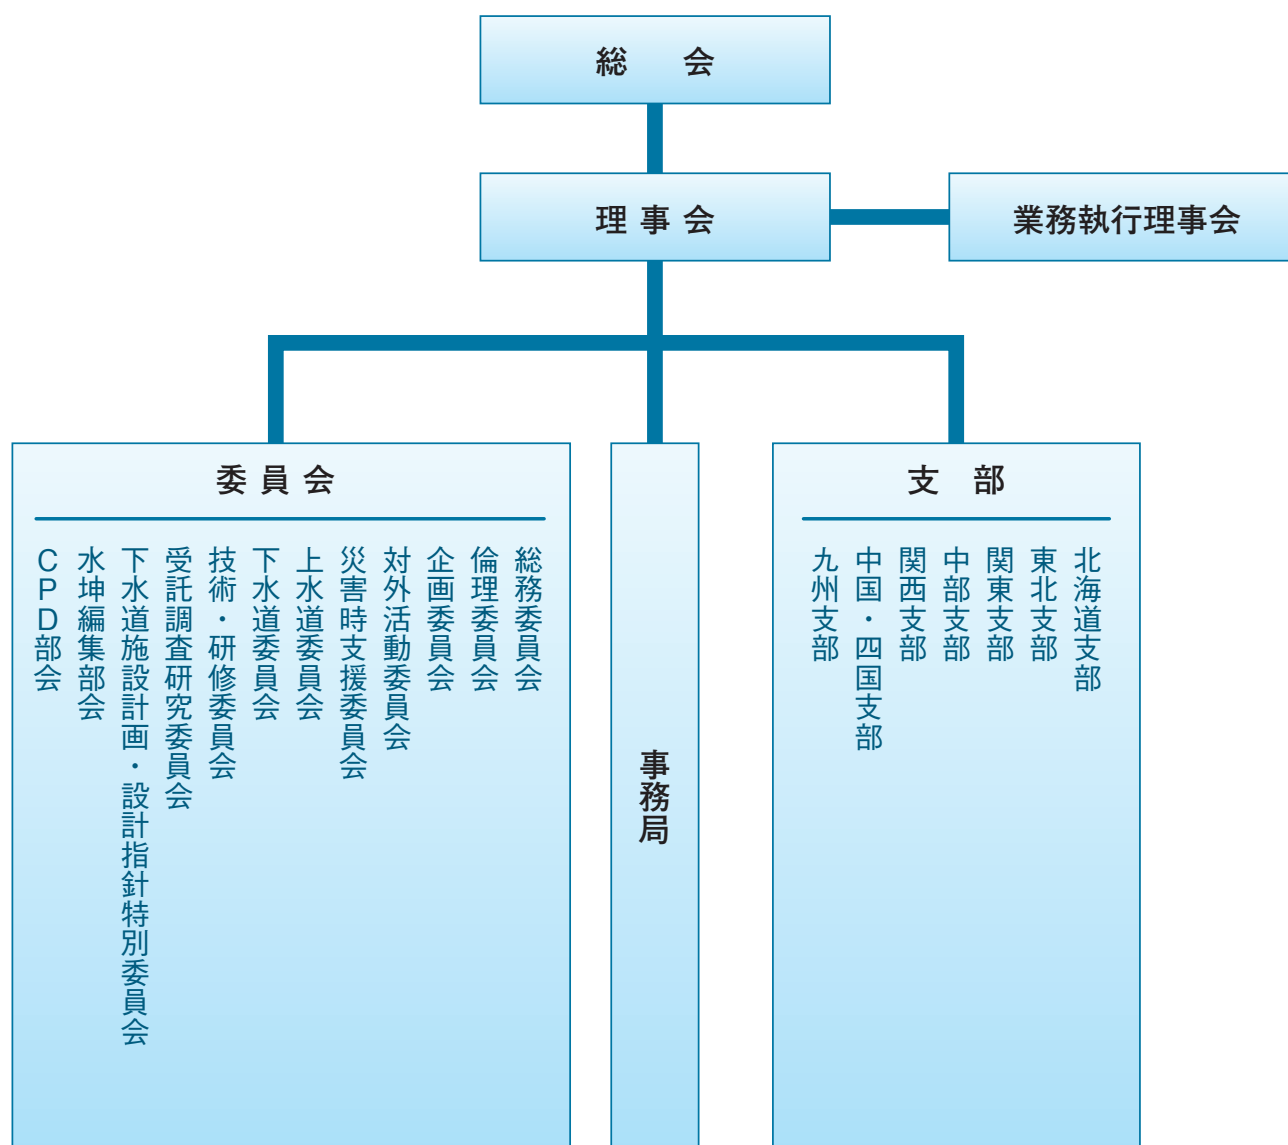 総会
理事会
業務執行理事会
委員会
総務委員会
倫理委員会
企画委員会
対外活動委員会
災害時支援委員会
上水道委員会
下水道委員会
技術・研修委員会
受託調査研究委員会
下水道施設計画・設計指針特別委員会
水坤編集部会
CPD部会
事務局
支部
北海道支部
東北支部
関東支部
中部支部
関西支部
中国・四国支部
九州支部